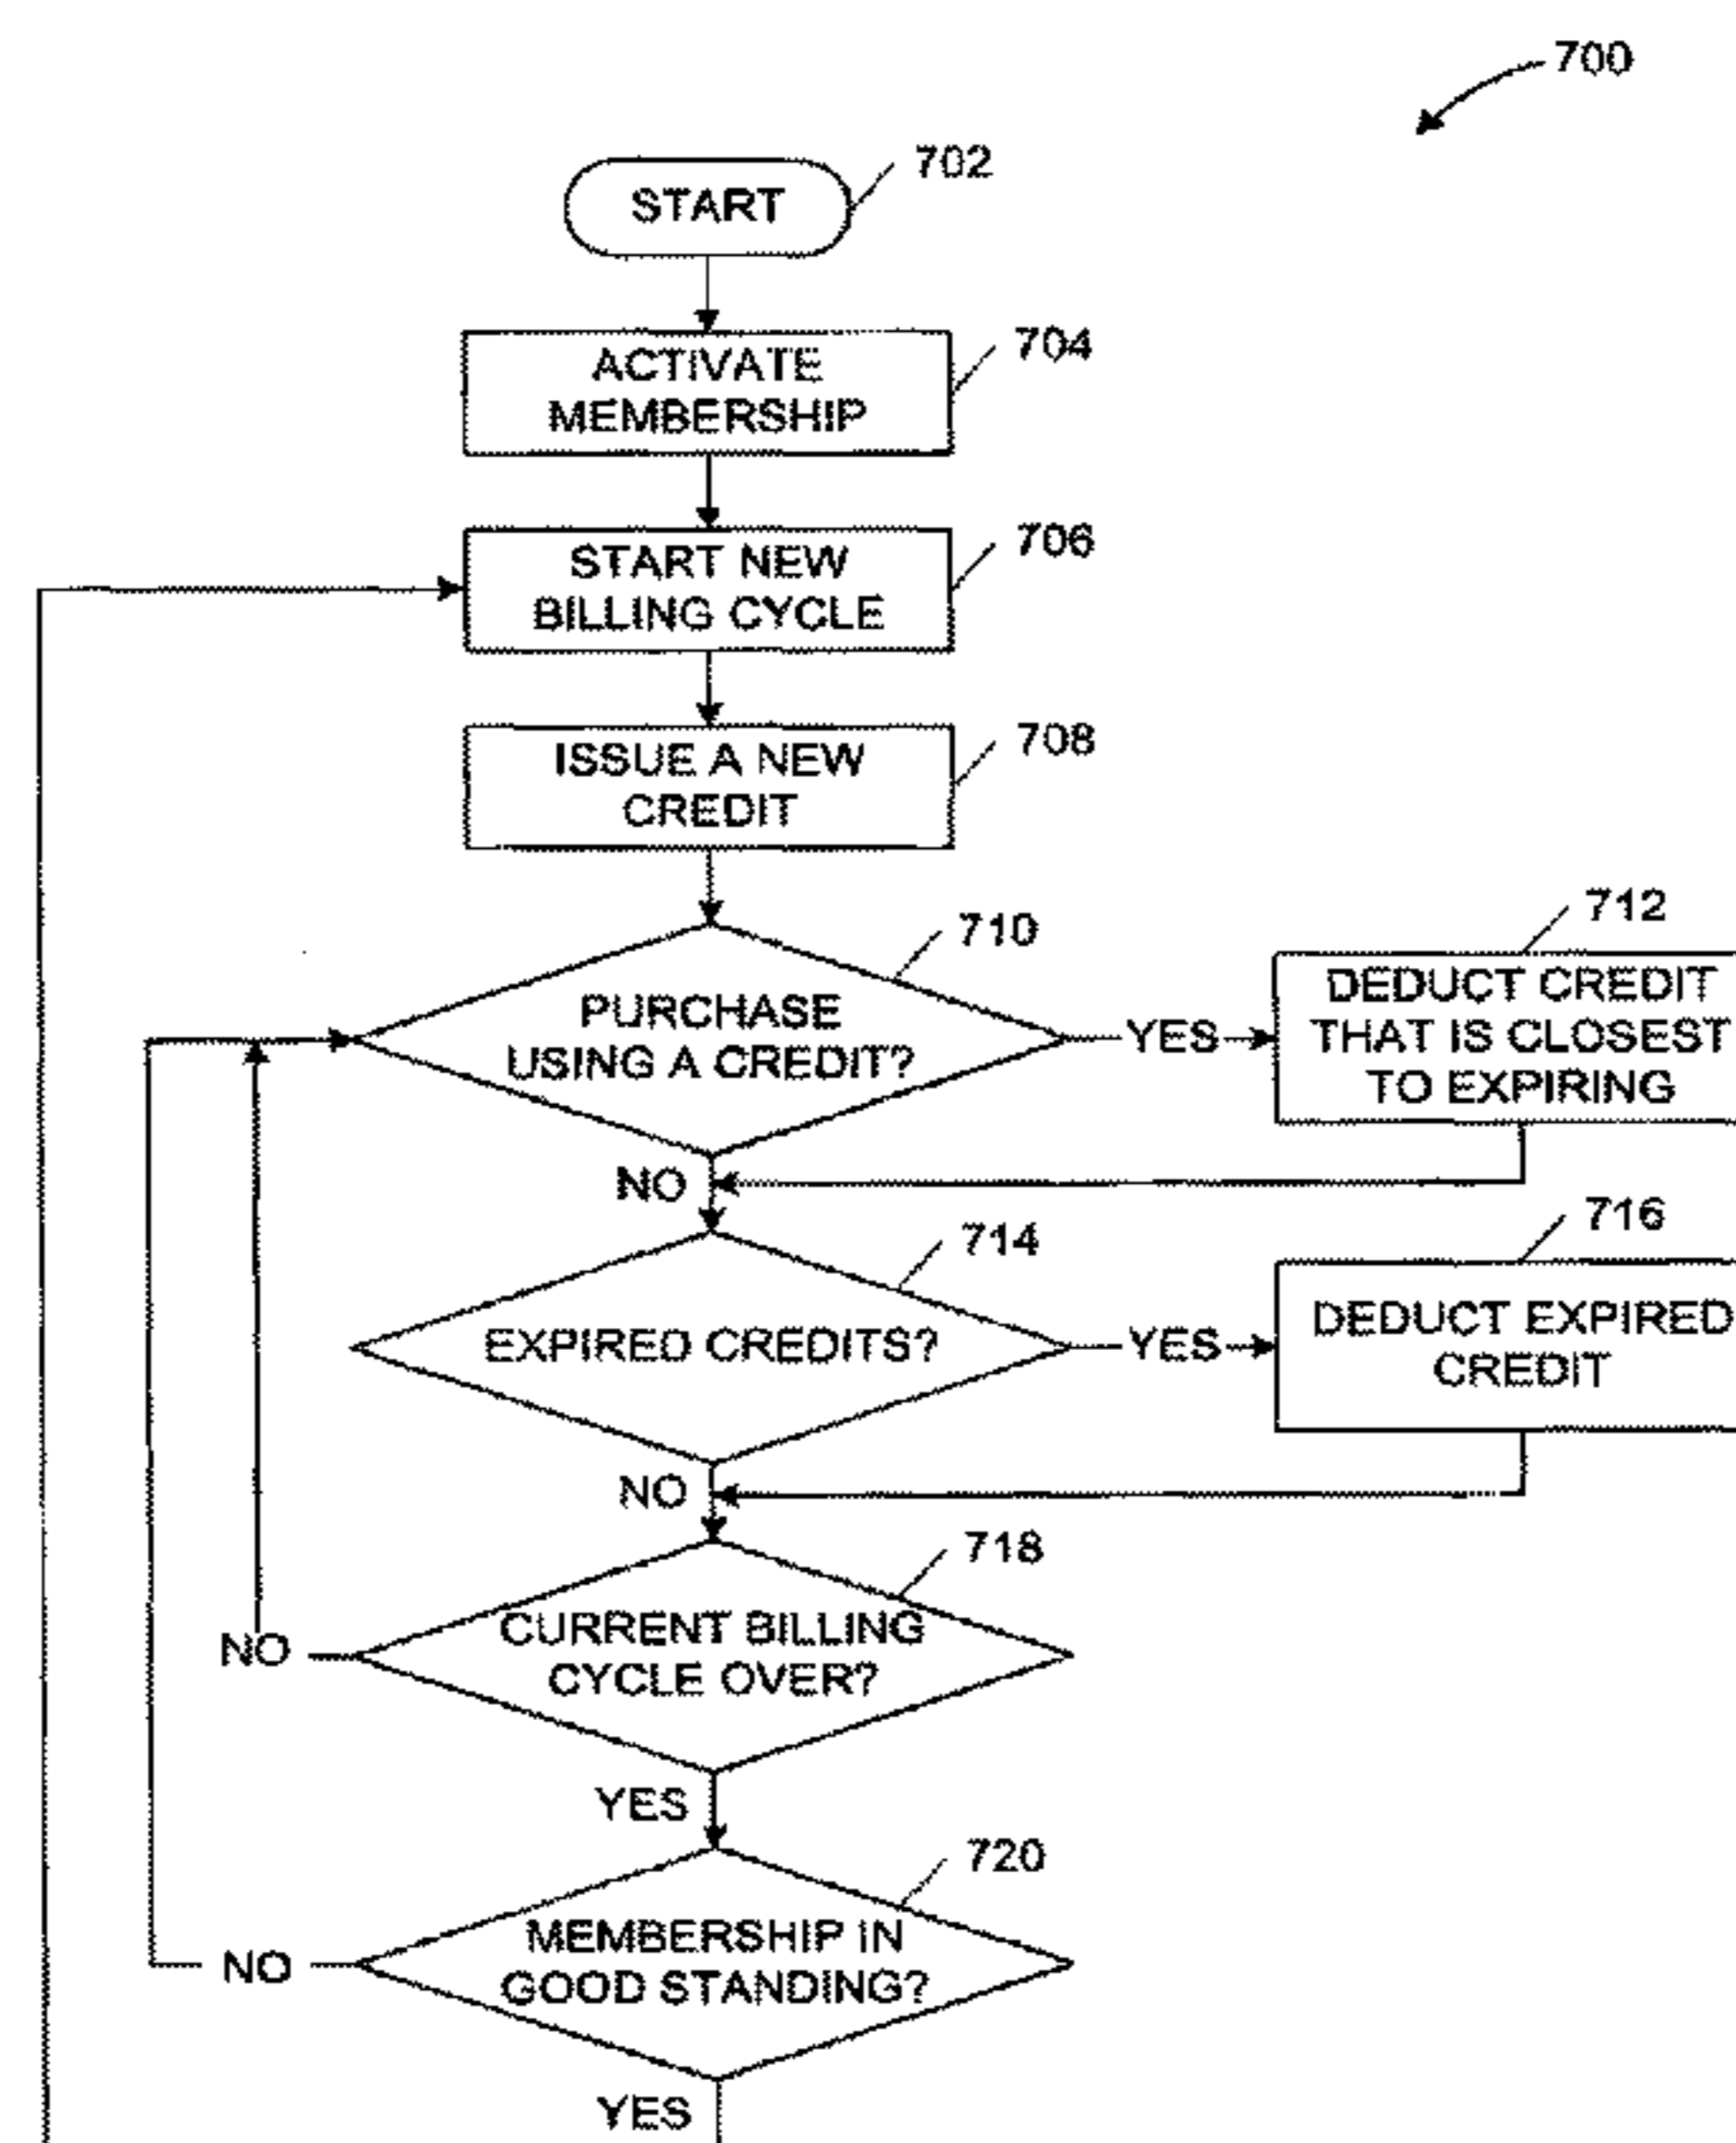 700
702
START
704
ACTIVATE
MEMBERSHIP
706
START NEW
BILLING CYCLE
708
ISSUE A NEW
CREDIT
710
PURCHASE
USING A CREDIT?
YES
712
DEDUCT CREDIT
THAT IS CLOSEST
TO EXPIRING
NO
714
EXPIRED CREDITS?
YES
716
DEDUCT EXPIRED
CREDIT
NO
718
CURRENT BILLING
CYCLE OVER?
NO
YES
720
MEMBERSHIP IN
GOOD STANDING?
NO
YES